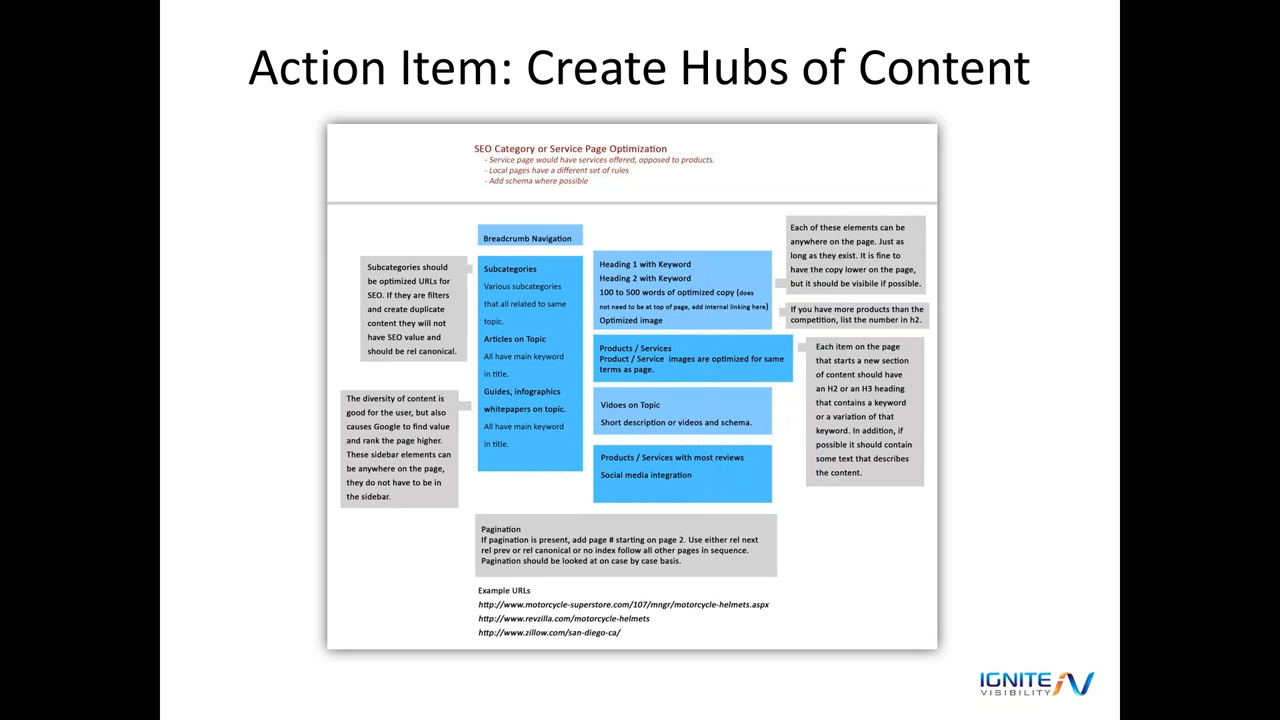 Action Item: Create Hubs of Content
SEO Category or Service Page Optimization
- Service page would have services offered, opposed to products.
- Local pages have a different set of rules
- Add schema where possible
Breadcrumb Navigation
Subcategories should
be optimized URLs for
SEO. If they are filters
and create duplicate
content they will not
have SEO value and
should be rel canonical.
The diversity of content is
good for the user, but also
causes Google to find value
and rank the page higher.
These sidebar elements can
be anywhere on the page,
they do not have to be in
the sidebar.
Subcategories
Various subcategories
that all related to same
topic.
Articles on Topic
All have main keyword
in title.
Guides, infographics
whitepapers on topic.
All have main keyword
in title.
Heading 1 with Keyword
Heading 2 with Keyword
100 to 500 words of optimized copy (does
not need to be at top of page, add internal linking here)
Optimized image
Products / Services
Product / Service images are optimized for same
terms as page.
Vidoes on Topic
Short description or videos and schema.
Products / Services with most reviews
Social media integration
Each of these elements can be
anywhere on the page. Just as
long as they exist. It is fine to
have the copy lower on the page,
but it should be visibile if possible.
If you have more products than the
competition, list the number in h2.
Each item on the page
that starts a new section
of content should have
an H2 or an H3 heading
that contains a keyword
or a variation of that
keyword. In addition, if
possible it should contain
some text that describes
the content.
Pagination
If pagination is present, add page # starting on page 2. Use either rel next
rel prev or rel canonical or no index follow all other pages in sequence.
Pagination should be looked at on case by case basis.
Example URLs
http://www.motorcycle-superstore.com/107/mngr/motorcycle-helmets.aspx
http://www.revzilla.com/motorcycle-helmets
http://www.zillow.com/san-diego-ca/
IGNITE iV
VISIBILITY